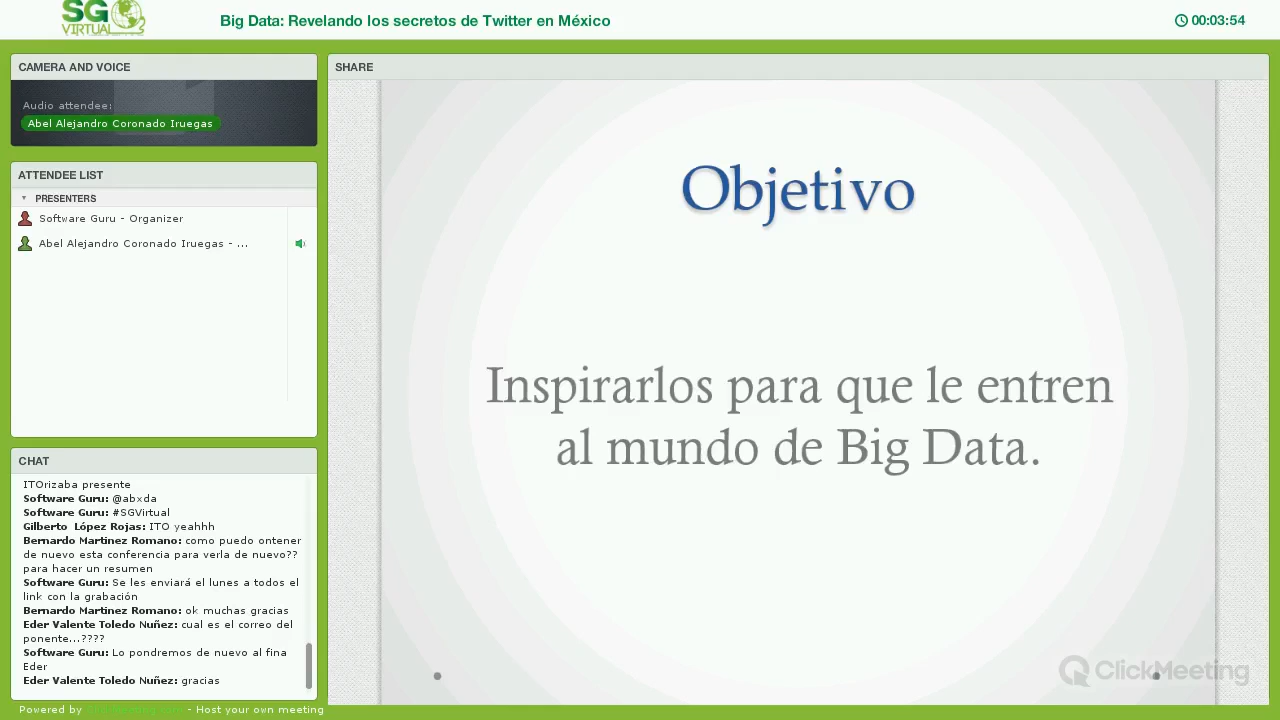 SG
VIRTUAL
Big Data: Revelando los secretos de Twitter en México
00:03:54
CAMERA AND VOICE
Audio attendee:
Abel Alejandro Coronado Iruegas
ATTENDEE LIST
PRESENTERS
Software Guru - Organizer
Abel Alejandro Coronado Iruegas - ...
CHAT
ITOrizaba presente
Software Guru: @abxda
Software Guru: #SGVirtual
Gilberto López Rojas: ITO yeahhh
Bernardo Martinez Romano: como puedo ontener
de nuevo esta conferencia para verla de nuevo??
para hacer un resumen
Software Guru: Se les enviará el lunes a todos el
link con la grabación
Bernardo Martinez Romano: ok muchas gracias
Eder Valente Toledo Nuñez: cual es el correo del
ponente...????
Software Guru: Lo pondremos de nuevo al fina
Eder
Eder Valente Toledo Nuñez: gracias
Powered by ClickMeeting.com - Host your own meeting
SHARE
Objetivo
Inspirarlos para que le entren
al mundo de Big Data.
ClickMeeting